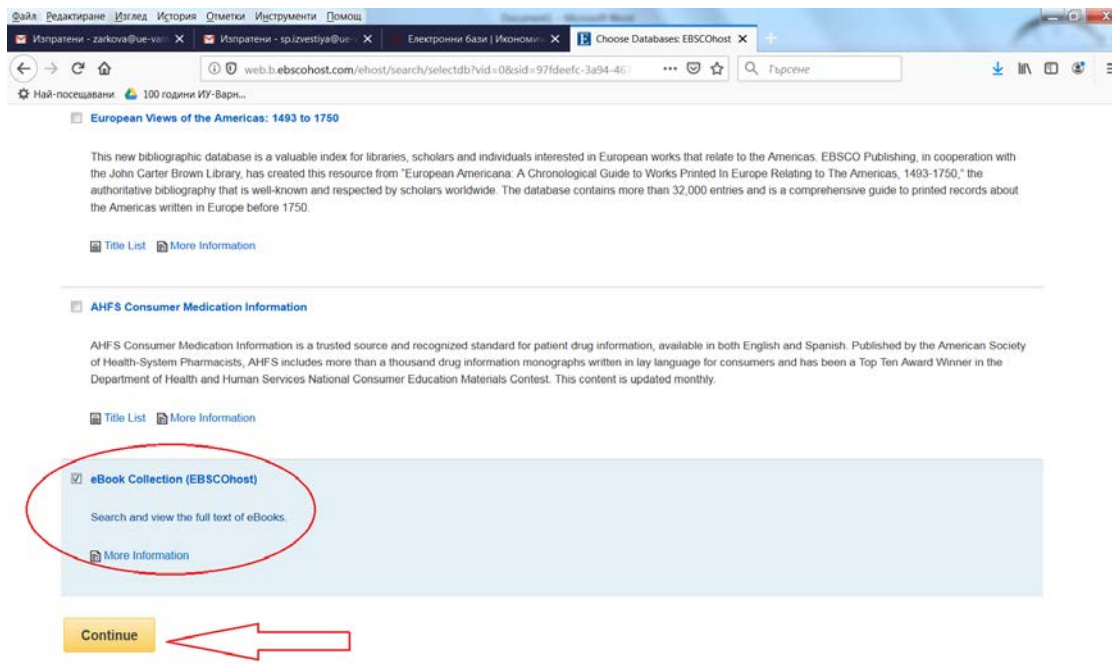 Файл Редактиране Изглед История Отметки Инструменти Помощ
Изпратени - zarkova@ue-varn
Изпратени - sp.izvestiya@ue-v
Електронни бази | Икономи
Choose Databases: EBSCOhost
web.b.ebscohost.com/ehost/search/selectdb?vid=0&sid=97fdeefc-3a94-467
Търсене
Най-посещавани 100 години ИУ-Варн...
European Views of the Americas: 1493 to 1750
This new bibliographic database is a valuable index for libraries, scholars and individuals interested in European works that relate to the Americas. EBSCO Publishing, in cooperation with
the John Carter Brown Library, has created this resource from "European Americana: A Chronological Guide to Works Printed In Europe Relating to The Americas, 1493-1750," the
authoritative bibliography that is well-known and respected by scholars worldwide. The database contains more than 32,000 entries and is a comprehensive guide to printed records about
the Americas written in Europe before 1750.
Title List More Information
AHFS Consumer Medication Information
AHFS Consumer Medication Information is a trusted source and recognized standard for patient drug information, available in both English and Spanish. Published by the American Society
of Health-System Pharmacists, AHFS includes more than a thousand drug information monographs written in lay language for consumers and has been a Top Ten Award Winner in the
Department of Health and Human Services National Consumer Education Materials Contest. This content is updated monthly.
Title List More Information
eBook Collection (EBSCOhost)
Search and view the full text of eBooks.
More Information
Continue